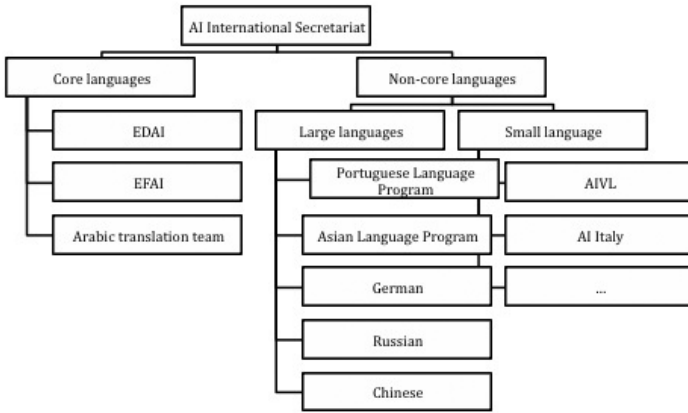 AI International Secretariat
Core languages
Non-core languages
EDAI
EFAI
Arabic translation team
Large languages
Small language
Portuguese Language
Program
Asian Language Program
German
Russian
Chinese
AIVL
AI Italy
...